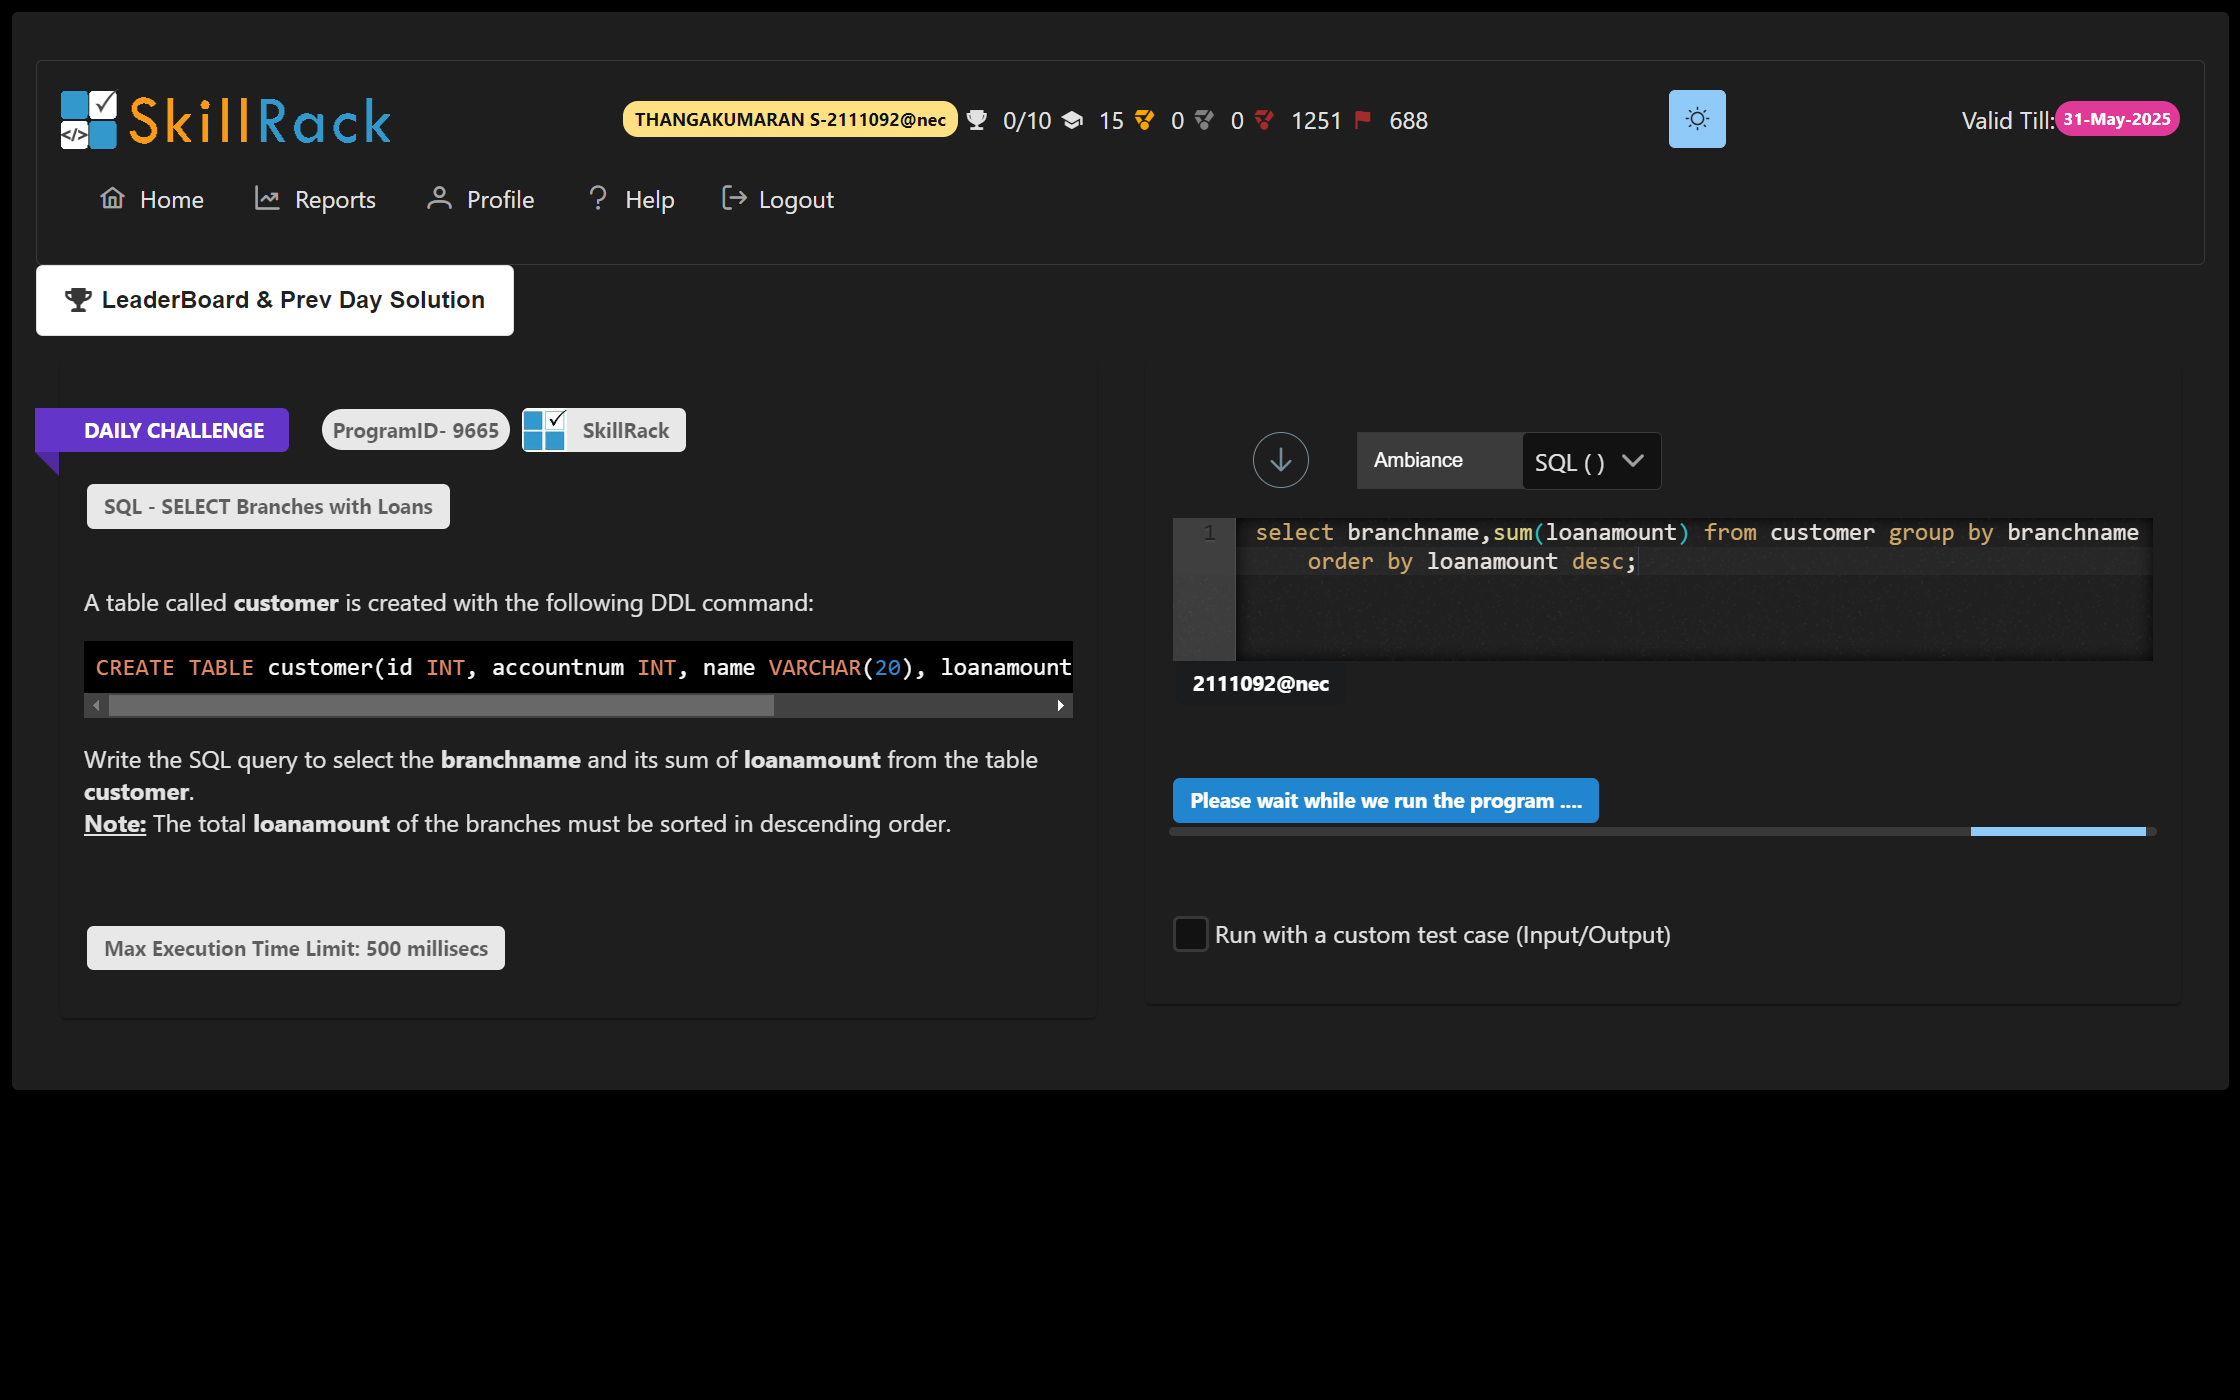 SkillRack
THANGAKUMARAN S-2111092@nec 0/10 15 0 0 1251 688
Valid Till: 31-May-2025
Home Reports Profile Help Logout
LeaderBoard & Prev Day Solution
DAILY CHALLENGE ProgramID- 9665 SkillRack
SQL - SELECT Branches with Loans
A table called customer is created with the following DDL command:
CREATE TABLE customer(id INT, accountnum INT, name VARCHAR(20), loanamount
Write the SQL query to select the branchname and its sum of loanamount from the table
customer.
Note: The total loanamount of the branches must be sorted in descending order.
Max Execution Time Limit: 500 millisecs
Ambiance SQL ( )
1 select branchname,sum(loanamount) from customer group by branchname
order by loanamount desc;
2111092@nec
Please wait while we run the program ....
Run with a custom test case (Input/Output)